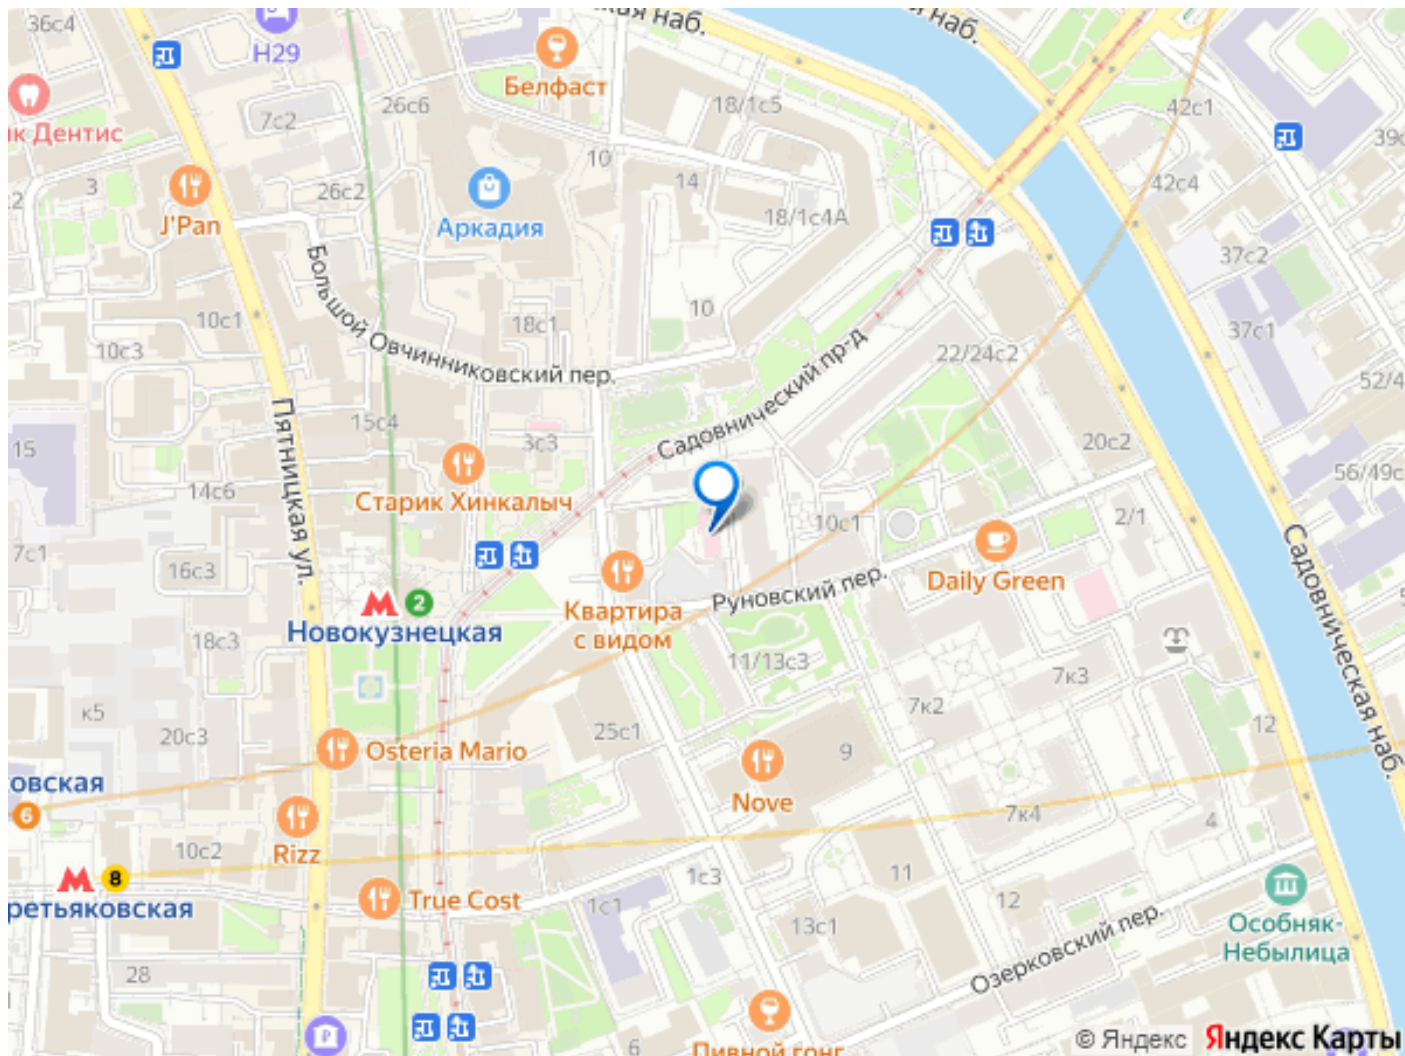 36с4
Н29
наб.
наб.
Белфаст
26с6
7с2
18/1с5
42с1
к Дентис
10
14
3
26с2
42с4
J'Pan
Аркадия
18/1с4А
37с2
Большой Овчинниковский пер.
10
10с1
18с1
37с1
10с3
Садовнический пр-д
22/24с2
52/4
Пятницкая ул.
15с4
3с3
20с2
15
14с6
Старик Хинкалыч
56/49с
10с1
2/1
7с1
16с3
Daily Green
Садовническая наб.
2
Новокузнецкая
Квартира
с видом
Руновский пер.
18с3
11/13с3
7к3
7к2
к5
20с3
25с1
12
Osteria Mario
9
овская
6
Nove
7к4
4
Rizz
10с2
8
1с3
11
ретьяковская
True Cost
1с1
12
13с1
Особняк-
Небылица
Озерковский пер.
28
6
Пивной гонг
© Яндекс Яндекс Карты